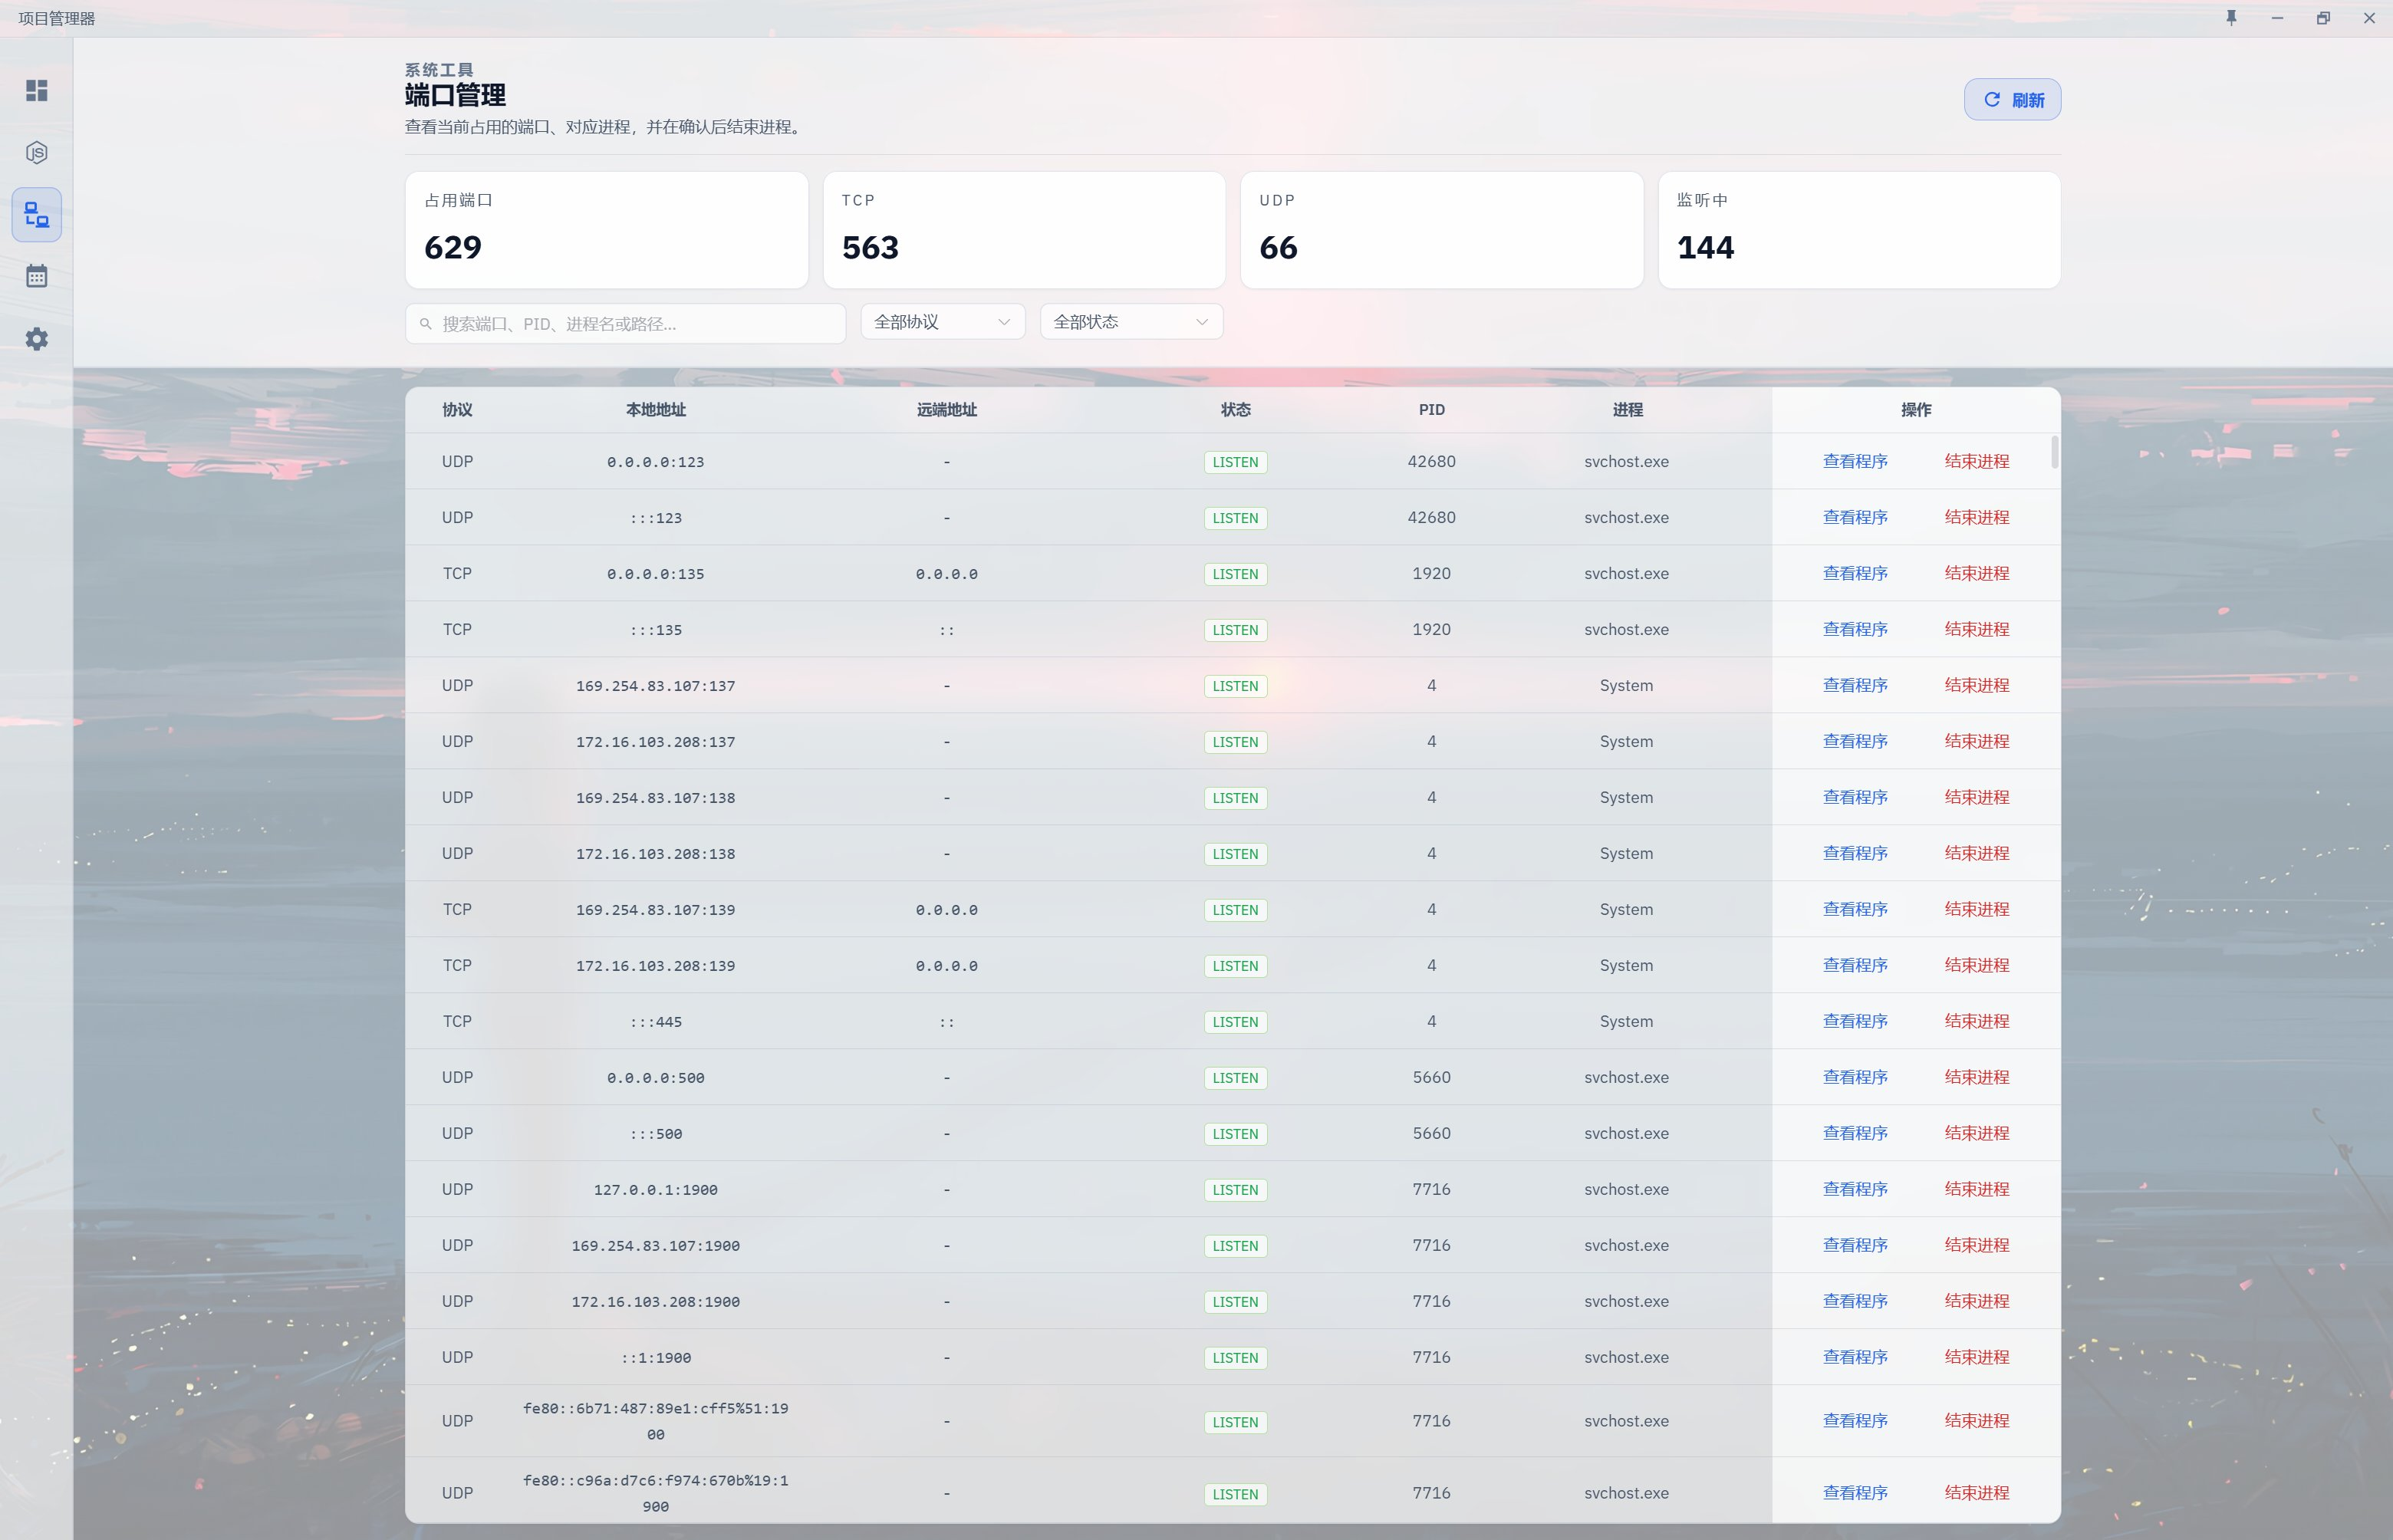 项目管理器
系统工具
端口管理
查看当前占用的端口、对应进程，并在确认后结束进程。
刷新
占用端口
629
TCP
563
UDP
66
监听中
144
搜索端口、PID、进程名或路径...
全部协议
全部状态
协议 本地地址 远端地址 状态 PID 进程 操作
UDP 0.0.0.0:123 - LISTEN 42680 svchost.exe 查看程序 结束进程
UDP :::123 - LISTEN 42680 svchost.exe 查看程序 结束进程
TCP 0.0.0.0:135 0.0.0.0 LISTEN 1920 svchost.exe 查看程序 结束进程
TCP :::135 :: LISTEN 1920 svchost.exe 查看程序 结束进程
UDP 169.254.83.107:137 - LISTEN 4 System 查看程序 结束进程
UDP 172.16.103.208:137 - LISTEN 4 System 查看程序 结束进程
UDP 169.254.83.107:138 - LISTEN 4 System 查看程序 结束进程
UDP 172.16.103.208:138 - LISTEN 4 System 查看程序 结束进程
TCP 169.254.83.107:139 0.0.0.0 LISTEN 4 System 查看程序 结束进程
TCP 172.16.103.208:139 0.0.0.0 LISTEN 4 System 查看程序 结束进程
TCP :::445 :: LISTEN 4 System 查看程序 结束进程
UDP 0.0.0.0:500 - LISTEN 5660 svchost.exe 查看程序 结束进程
UDP :::500 - LISTEN 5660 svchost.exe 查看程序 结束进程
UDP 127.0.0.1:1900 - LISTEN 7716 svchost.exe 查看程序 结束进程
UDP 169.254.83.107:1900 - LISTEN 7716 svchost.exe 查看程序 结束进程
UDP 172.16.103.208:1900 - LISTEN 7716 svchost.exe 查看程序 结束进程
UDP ::1:1900 - LISTEN 7716 svchost.exe 查看程序 结束进程
UDP fe80::6b71:487:89e1:cff5%51:19
00 - LISTEN 7716 svchost.exe 查看程序 结束进程
UDP fe80::c96a:d7c6:f974:670b%19:1
900 - LISTEN 7716 svchost.exe 查看程序 结束进程